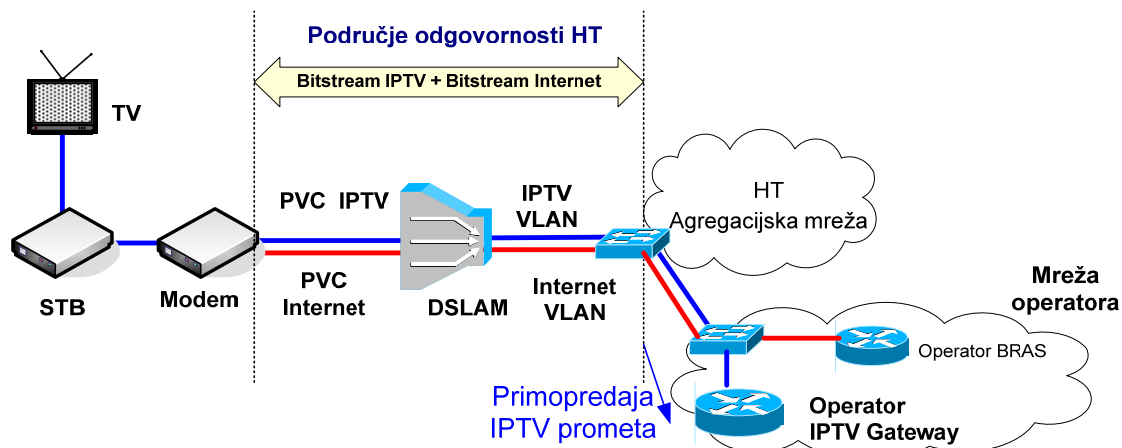 Područje odgovornosti HT
Bitstream IPTV + Bitstream Internet
TV
PVC IPTV
IPTV
VLAN
HT
Agregacijska mreža
STB
Modem
PVC
Internet
DSLAM
Internet
VLAN
Mreža
operatora
Operator BRAS
Primopredaja
IPTV prometa
Operator
IPTV Gateway